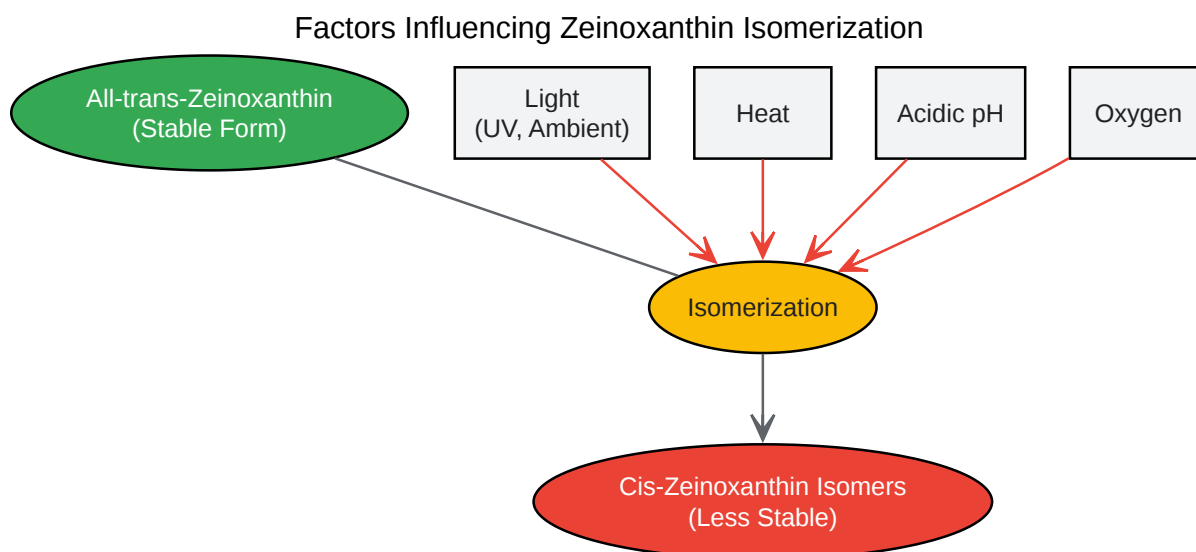 Factors Influencing Zeinoxanthin Isomerization
All-trans-Zeinoxanthin
(Stable Form)
Light
(UV, Ambient)
Heat
Acidic pH
Oxygen
Isomerization
Cis-Zeinoxanthin Isomers
(Less Stable)